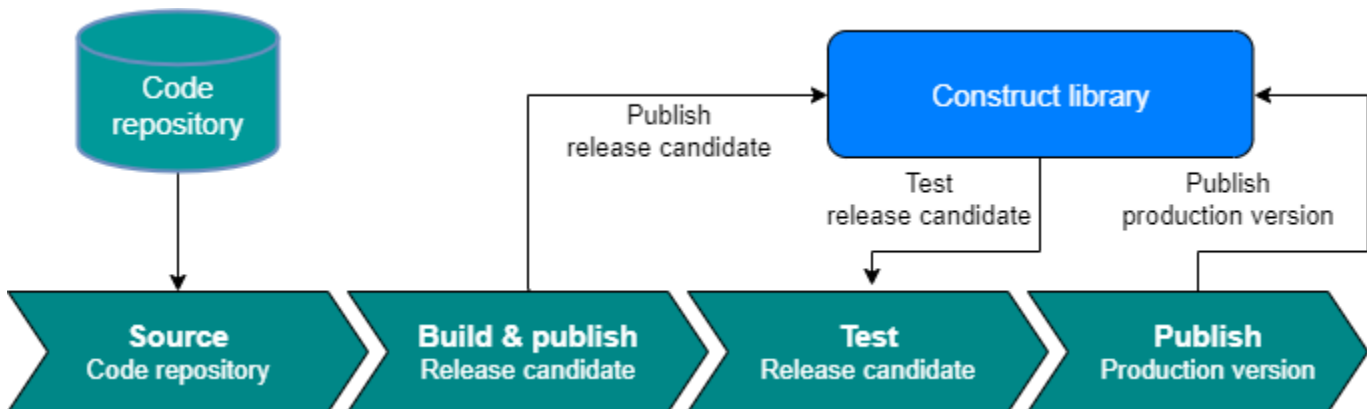 Code
repository
Construct library
Publish
release candidate
Test
release candidate
Publish
production version
Source
Code repository
Build & publish
Release candidate
Test
Release candidate
Publish
Production version